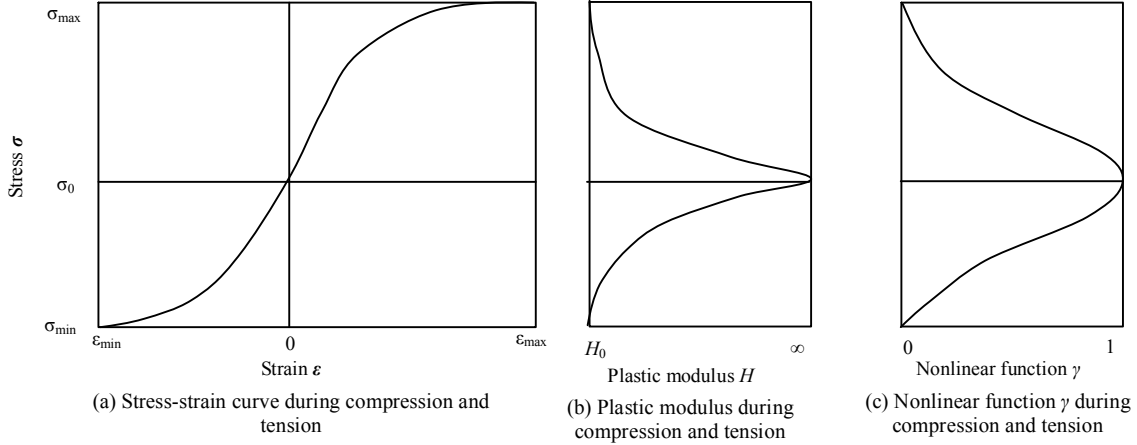 σmax
σ0
σmin
Stress σ
εmin
0
εmax
Strain ε
(a) Stress-strain curve during compression and
tension
H0
∞
Plastic modulus H
(b) Plastic modulus during
compression and tension
0
1
Nonlinear function γ
(c) Nonlinear function γ during
compression and tension